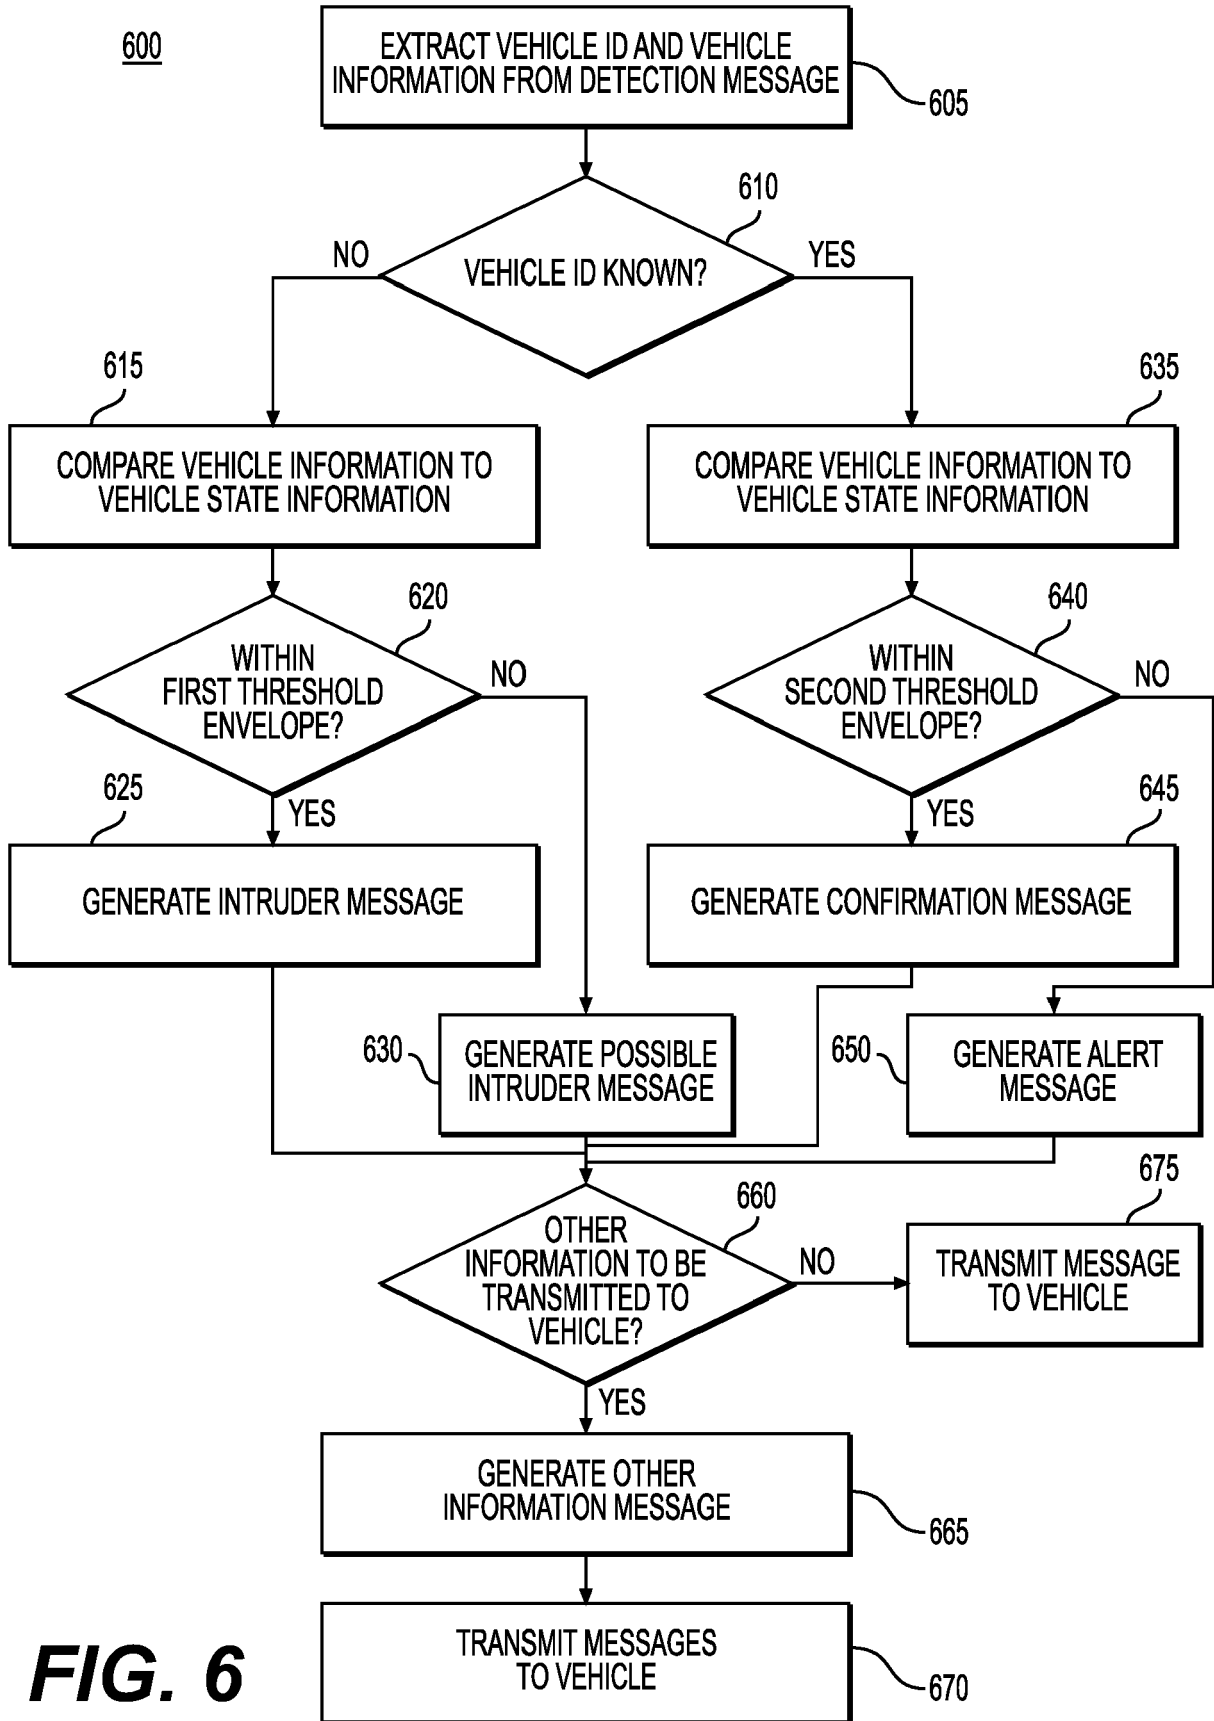 600
EXTRACT VEHICLE ID AND VEHICLE
INFORMATION FROM DETECTION MESSAGE
605
610
NO
VEHICLE ID KNOWN?
YES
615
635
COMPARE VEHICLE INFORMATION TO
VEHICLE STATE INFORMATION
COMPARE VEHICLE INFORMATION TO
VEHICLE STATE INFORMATION
620
640
WITHIN
FIRST THRESHOLD
ENVELOPE?
NO
WITHIN
SECOND THRESHOLD
ENVELOPE?
NO
625
YES
645
YES
GENERATE INTRUDER MESSAGE
GENERATE CONFIRMATION MESSAGE
630
GENERATE POSSIBLE
INTRUDER MESSAGE
650
GENERATE ALERT
MESSAGE
660
675
OTHER
INFORMATION TO BE
TRANSMITTED TO
VEHICLE?
NO
TRANSMIT MESSAGE
TO VEHICLE
YES
GENERATE OTHER
INFORMATION MESSAGE
665
TRANSMIT MESSAGES
TO VEHICLE
670
FIG. 6